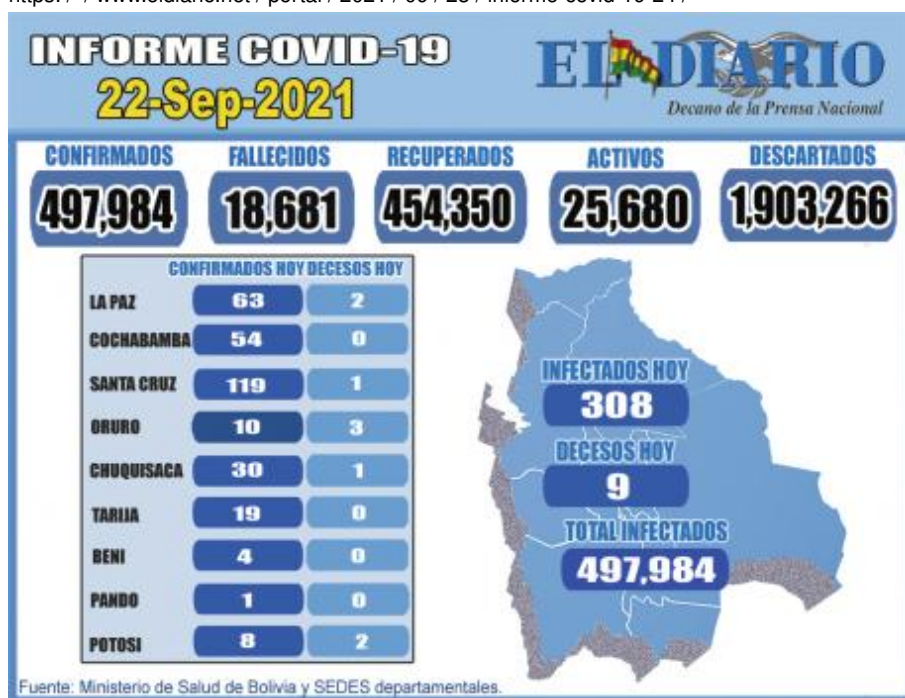 INFORME COVID-19
22-Sep-2021
EL DIARIO
Decano de la Prensa Nacional
CONFIRMADOS FALLECIDOS RECUPERADOS ACTIVOS DESCARTADOS
497,984 18,681 454,350 25,680 1,903,266
CONFIRMADOS HOY DECESOS HOY
LA PAZ 63 2
COCHABAMBA 54 0
SANTA CRUZ 119 1
ORURO 10 3
CHUQUISACA 30 1
TARIJA 19 0
BENI 4 0
PANDO 1 0
POTOSI 8 2
INFECTADOS HOY
308
DECESOS HOY
9
TOTAL INFECTADOS
497,984
Fuente: Ministerio de Salud de Bolivia y SEDES departamentales.